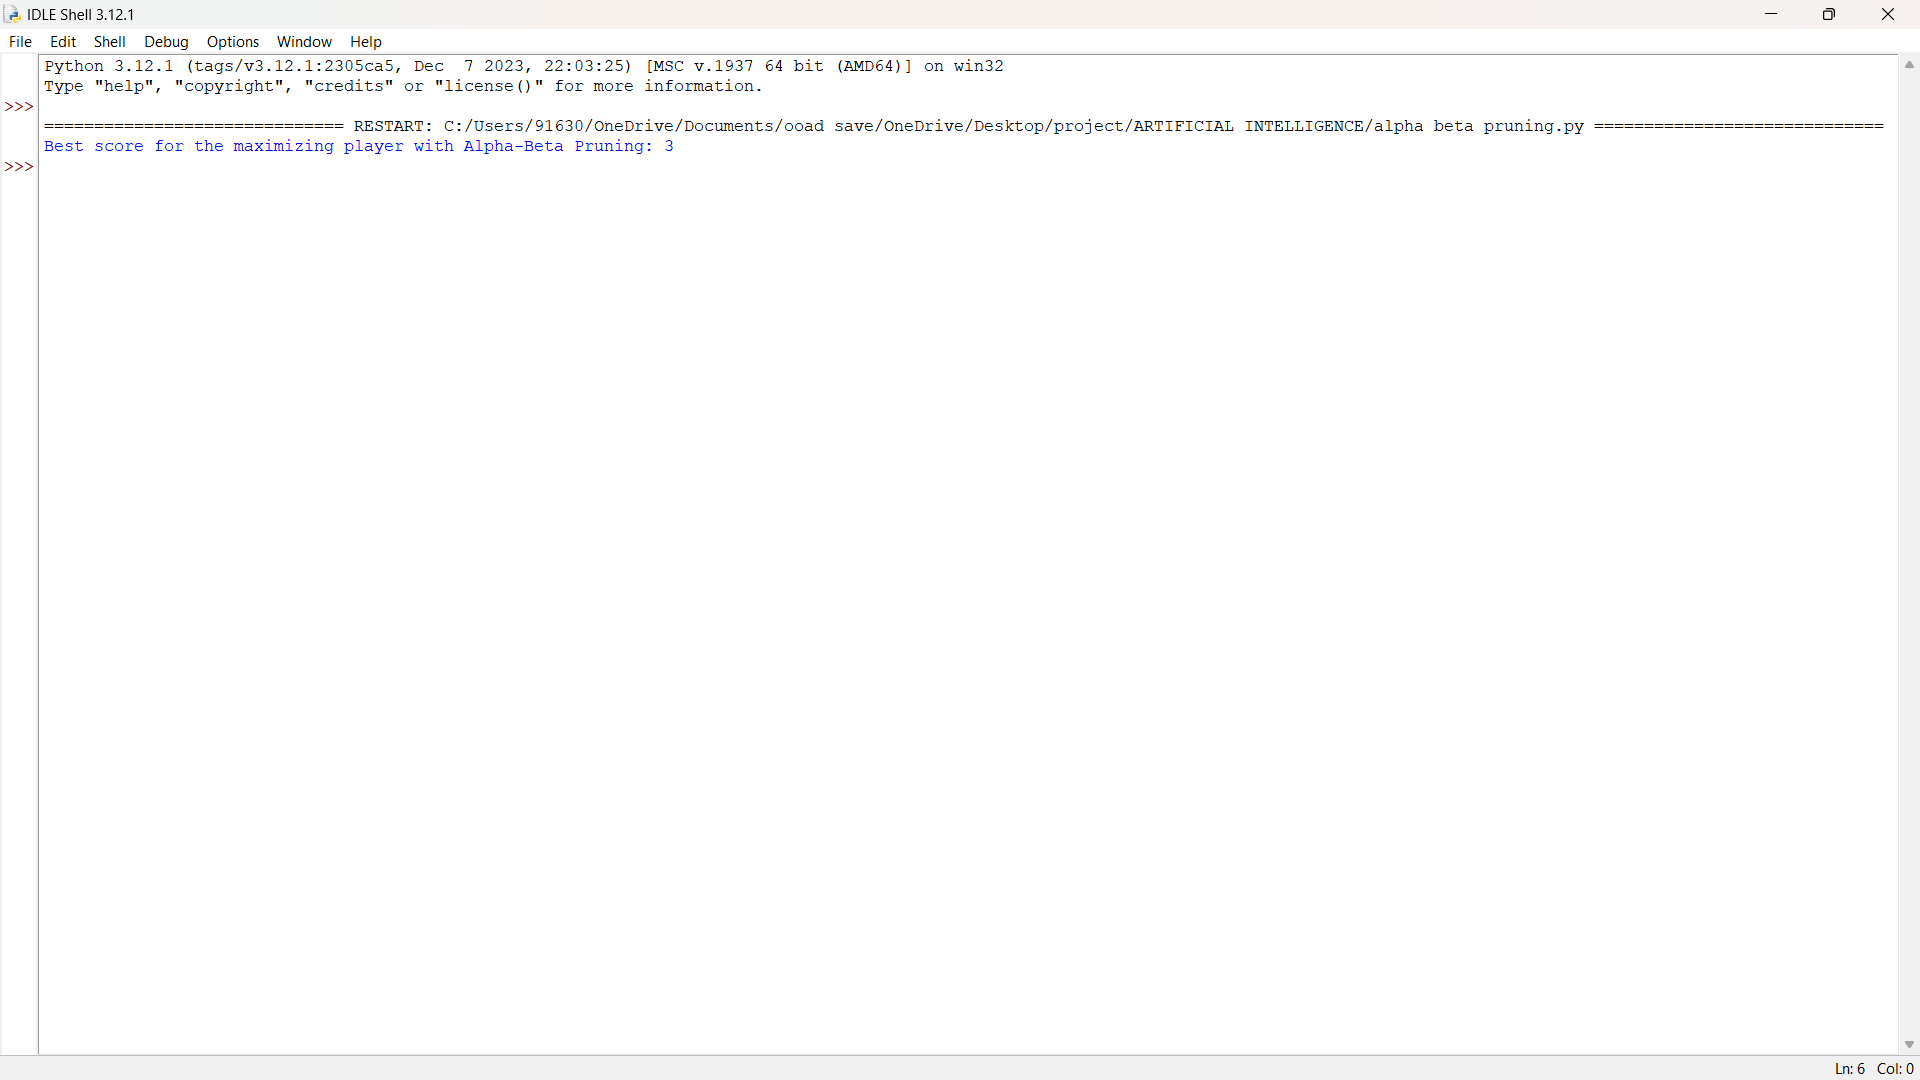 IDLE Shell 3.12.1
File Edit Shell Debug Options Window Help
Python 3.12.1 (tags/v3.12.1:2305ca5, Dec  7 2023, 22:03:25) [MSC v.1937 64 bit (AMD64)] on win32
Type "help", "copyright", "credits" or "license()" for more information.
>>>
============================== RESTART: C:/Users/91630/OneDrive/Documents/ooad save/OneDrive/Desktop/project/ARTIFICIAL INTELLIGENCE/alpha beta pruning.py =============================
Best score for the maximizing player with Alpha-Beta Pruning: 3
>>>
Ln: 6 Col: 0